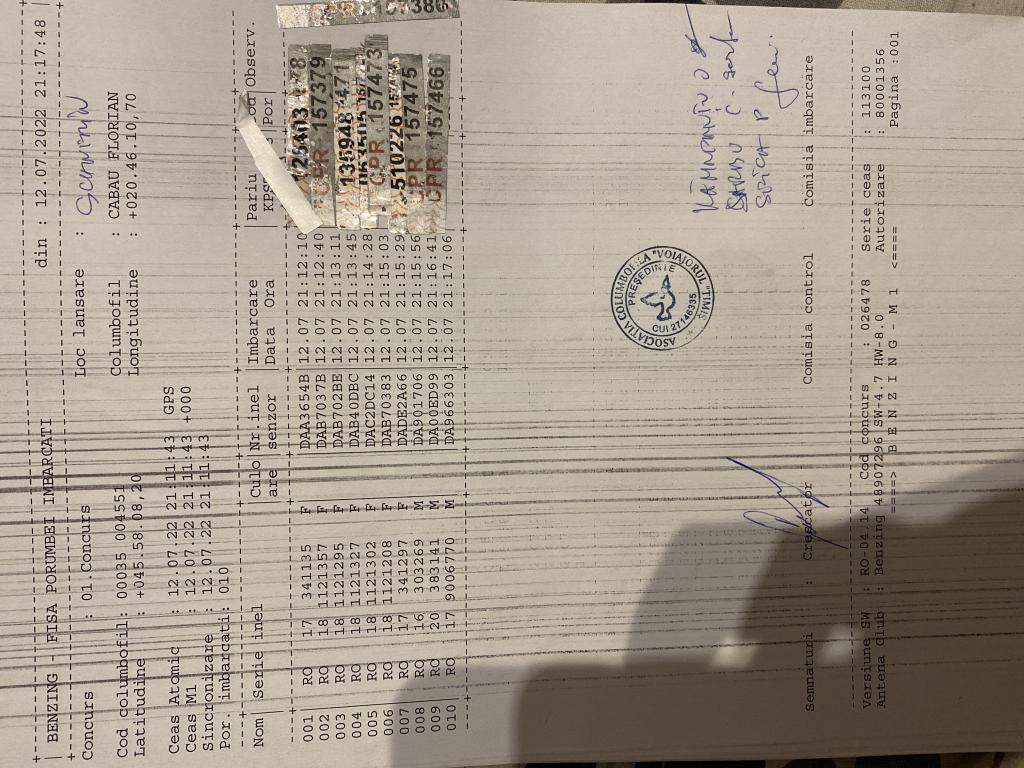 BENZING - FISA PORUMBEI IMBARCATI din : 12.07.2022 21:17:48
Concurs : 01.Concurs Loc lansare :
Cod columbofil: 00035 004551 Columbofil : CABAU FLORIAN
Latitudine : +045.58.08,20 Longitudine : +020.46.10,70
Ceas Atomic : 12.07.22 21:11:43 GPS
Ceas M1 : 12.07.22 21:11:43 +000
Sincronizare : 12.07.22 21:11:43
Por. imbarcati: 010
Nom Serie inel Culo Nr.inel Imbarcare Pariu Observ.
are senzor Data Ora Por
001 RO 17 341135 F DAA3654B 12.07 21:12:10
002 RO 18 1121357 F DAB7037B 12.07 21:12:40 CPR 157379
003 RO 18 1121295 F DAB702BE 12.07 21:13:11
004 RO 18 1121327 F DAB40DBC 12.07 21:13:45
005 RO 18 1121302 F DAC2DC14 12.07 21:14:28 CPR 157473
006 RO 18 1121208 F DAB70383 12.07 21:15:03
007 RO 17 341297 F DADE2A66 12.07 21:15:29 510226
008 RO 16 303269 M DA901706 12.07 21:15:56 CPR 157475
009 RO 20 383141 M DA00ED99 12.07 21:16:41 CPR 157466
010 RO 17 9006770 M DA966303 12.07 21:17:06
ASOCIATIA COLUMBOFILA "VOIAJORUL" TIMIS
PRESEDINTE
CUI 27146335
Semnaturi : Crescator Comisia control Comisia imbarcare
Versiune SW : RO-04.14 Cod concurs : 026478 Serie ceas : 113100
Antena Club : Benzing 48907296 SW-4.7 HW-8.0 Autorizare : 80001356
====> B E N Z I N G - M 1 <==== Pagina :001